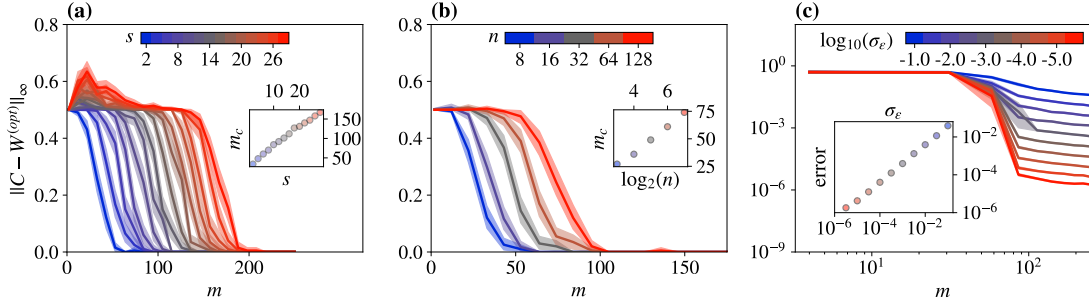 (a)
||C − W^(opt)||∞
0.8
0.6
0.4
0.2
0.0
s
2 8 14 20 26
10 20
m_c
150
100
50
s
0 100 200
m
(b)
0.8
0.6
0.4
0.2
0.0
n
8 16 32 64 128
4 6
m_c
75
50
25
log₂(n)
0 50 100 150
m
(c)
log₁₀(σ_ε)
-1.0 -2.0 -3.0 -4.0 -5.0
10⁰
10⁻³
10⁻⁶
10⁻⁹
σ_ε
error
10⁻²
10⁻⁴
10⁻⁶
10⁻⁶ 10⁻⁴ 10⁻²
10¹ 10²
m